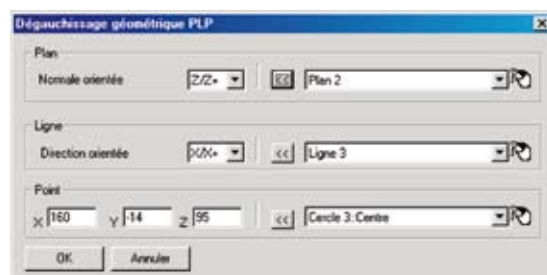 Dégauchissage géométrique PLP
Plan
Normale orientée Z/Z+ << Plan 2
Ligne
Direction orientée X/X+ << Ligne 3
Point
X 160 Y -14 Z 95 << Cercle 3: Centre
OK Annuler